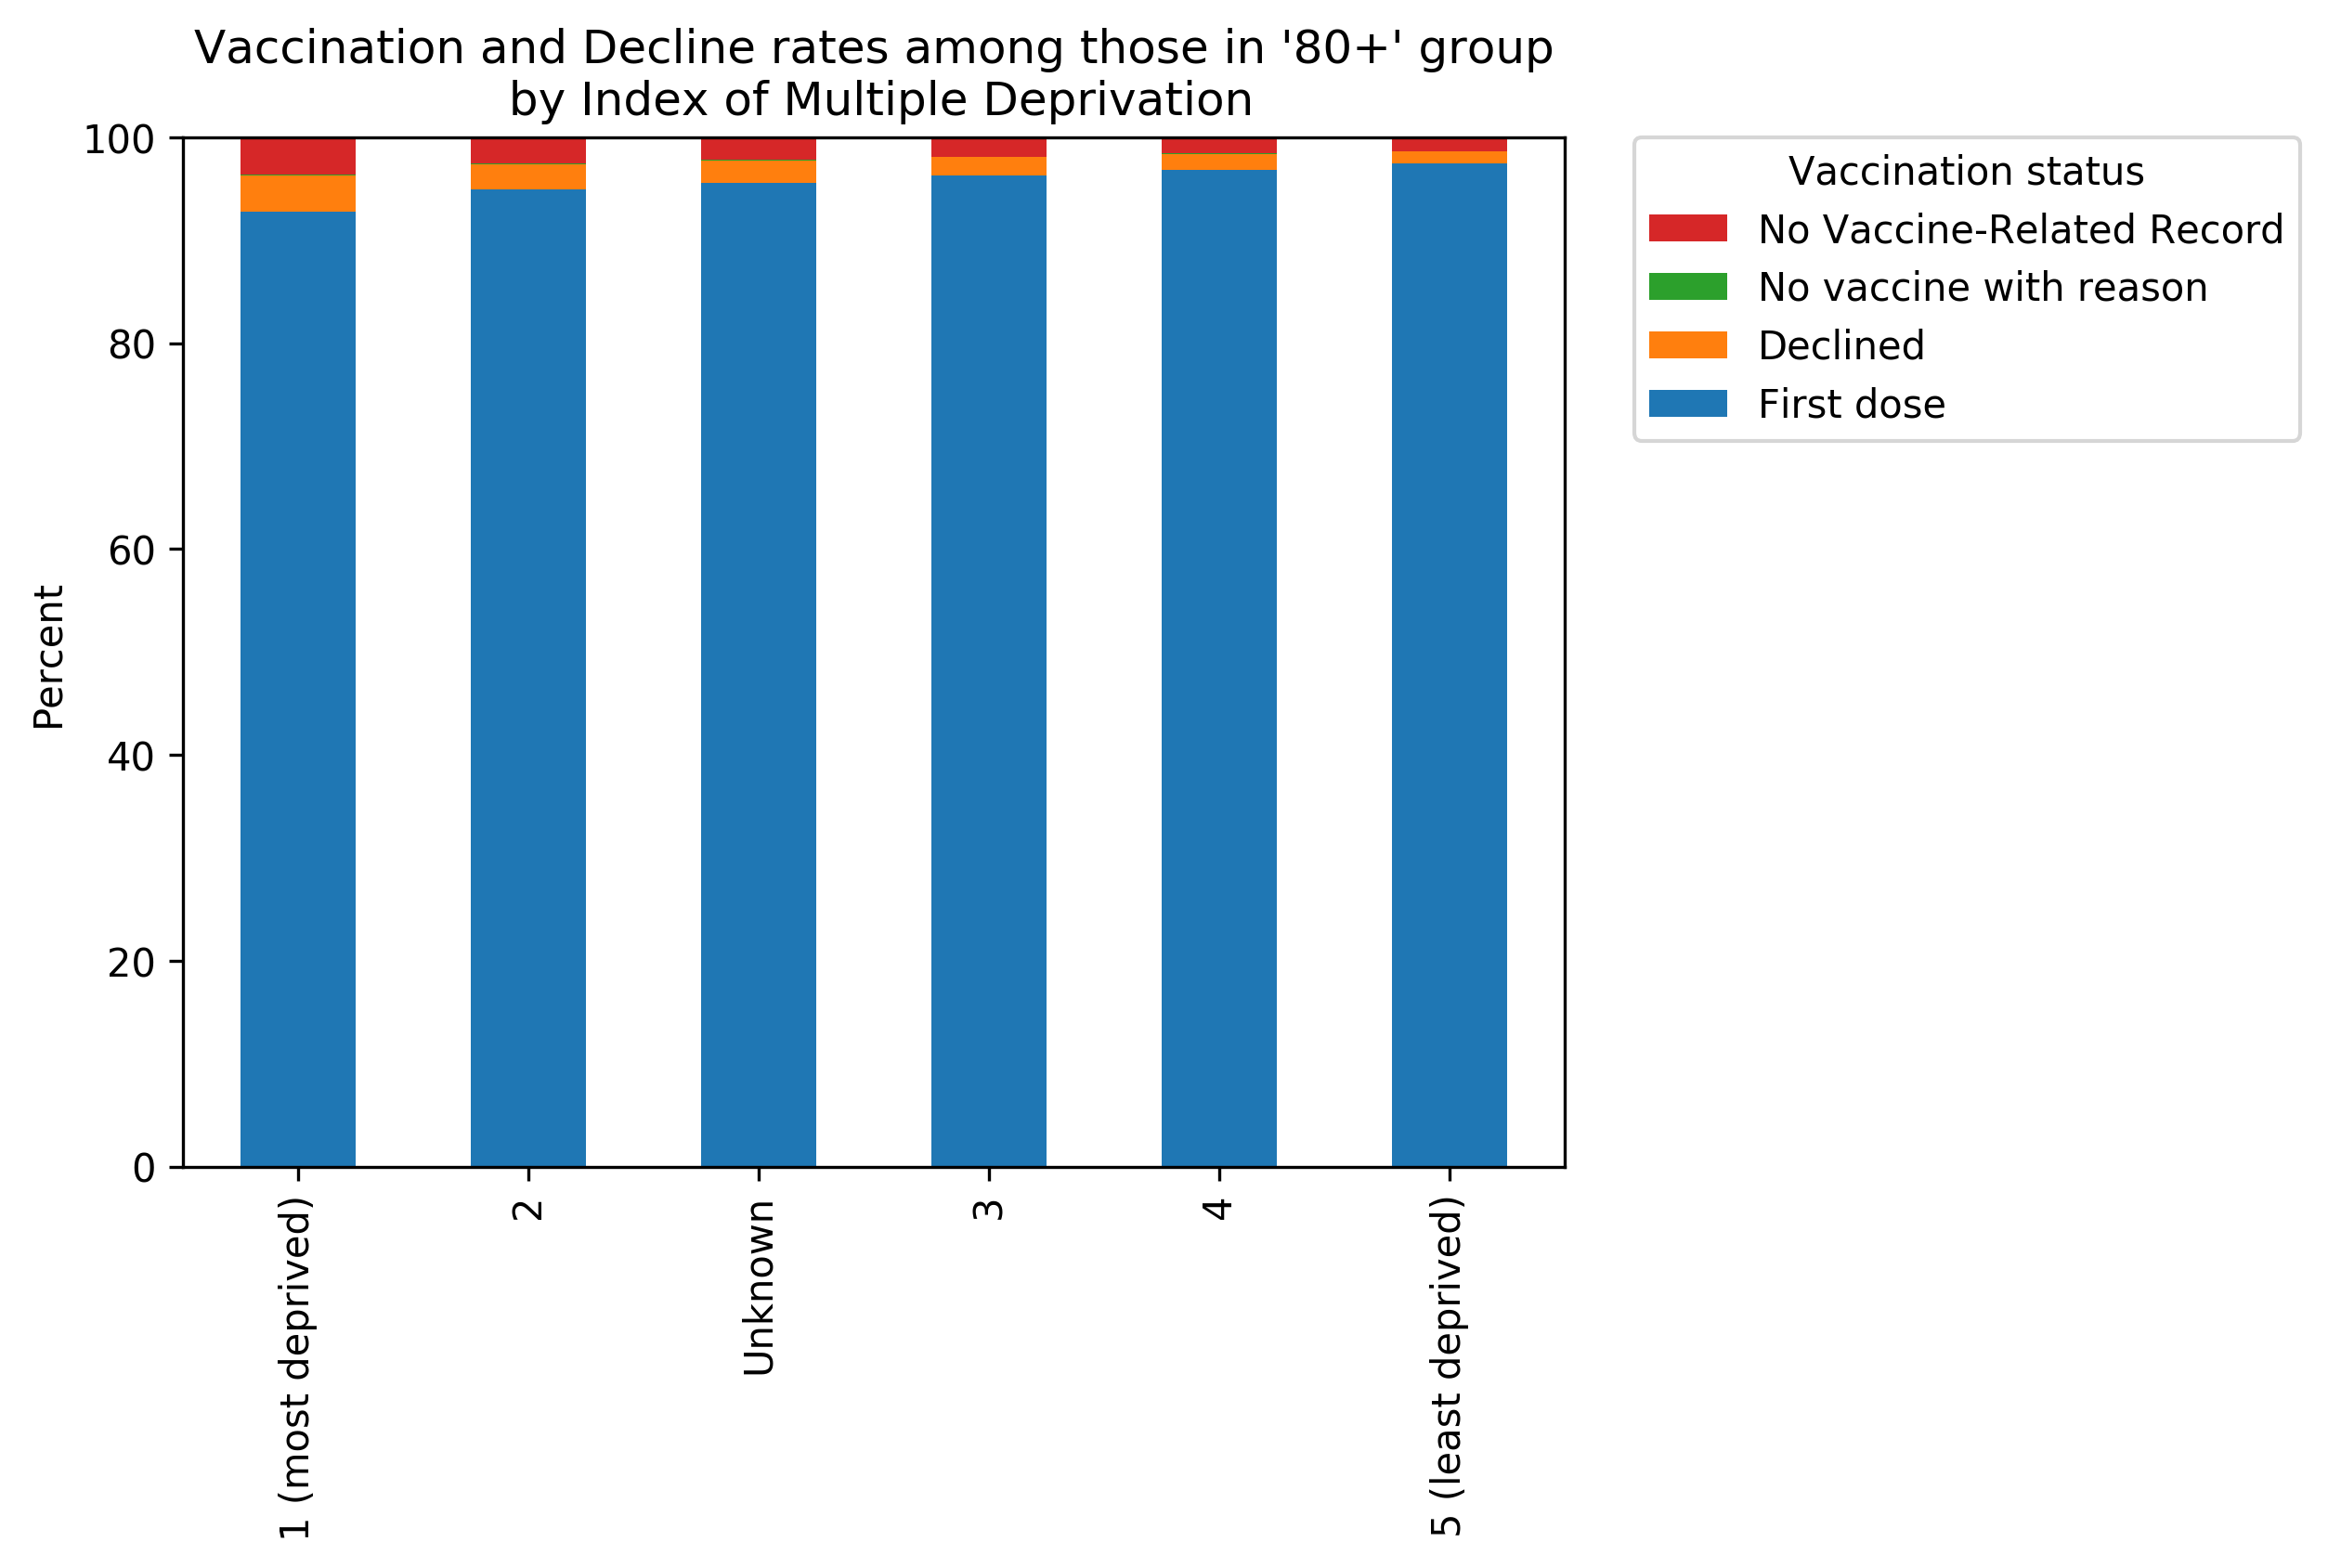 Vaccination and Decline rates among those in '80+' group
by Index of Multiple Deprivation
100
80
60
40
20
0
Percent
1 (most deprived)
2
Unknown
3
4
5 (least deprived)
Vaccination status
No Vaccine-Related Record
No vaccine with reason
Declined
First dose